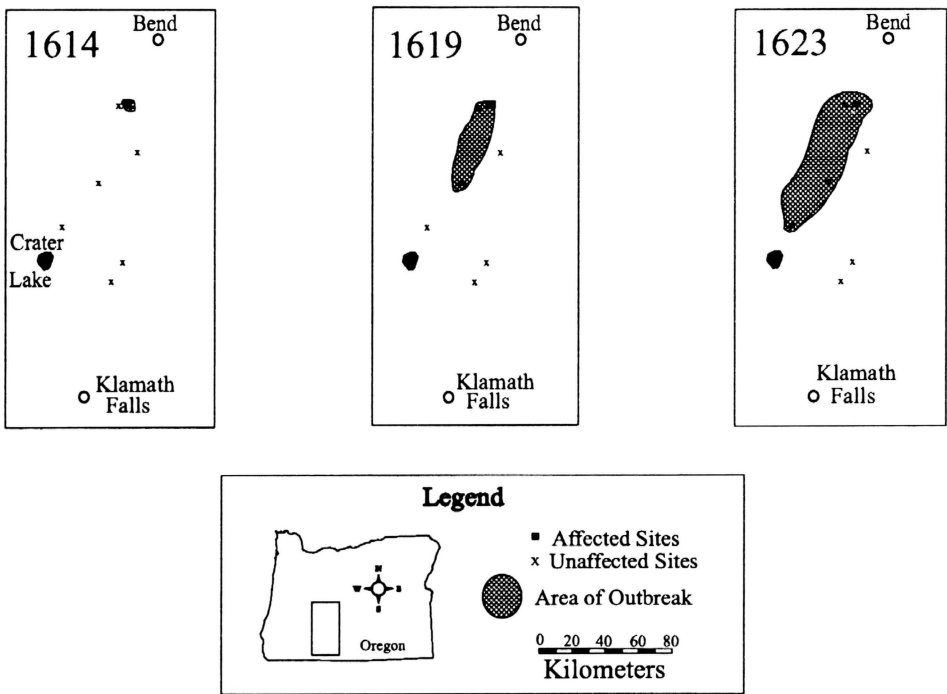 Bend
1614
Crater
Lake
Klamath
Falls
Bend
1619
Klamath
Falls
Bend
1623
Klamath
Falls
Legend
N
W E
S
Oregon
Affected Sites
x Unaffected Sites
Area of Outbreak
0 20 40 60 80
Kilometers